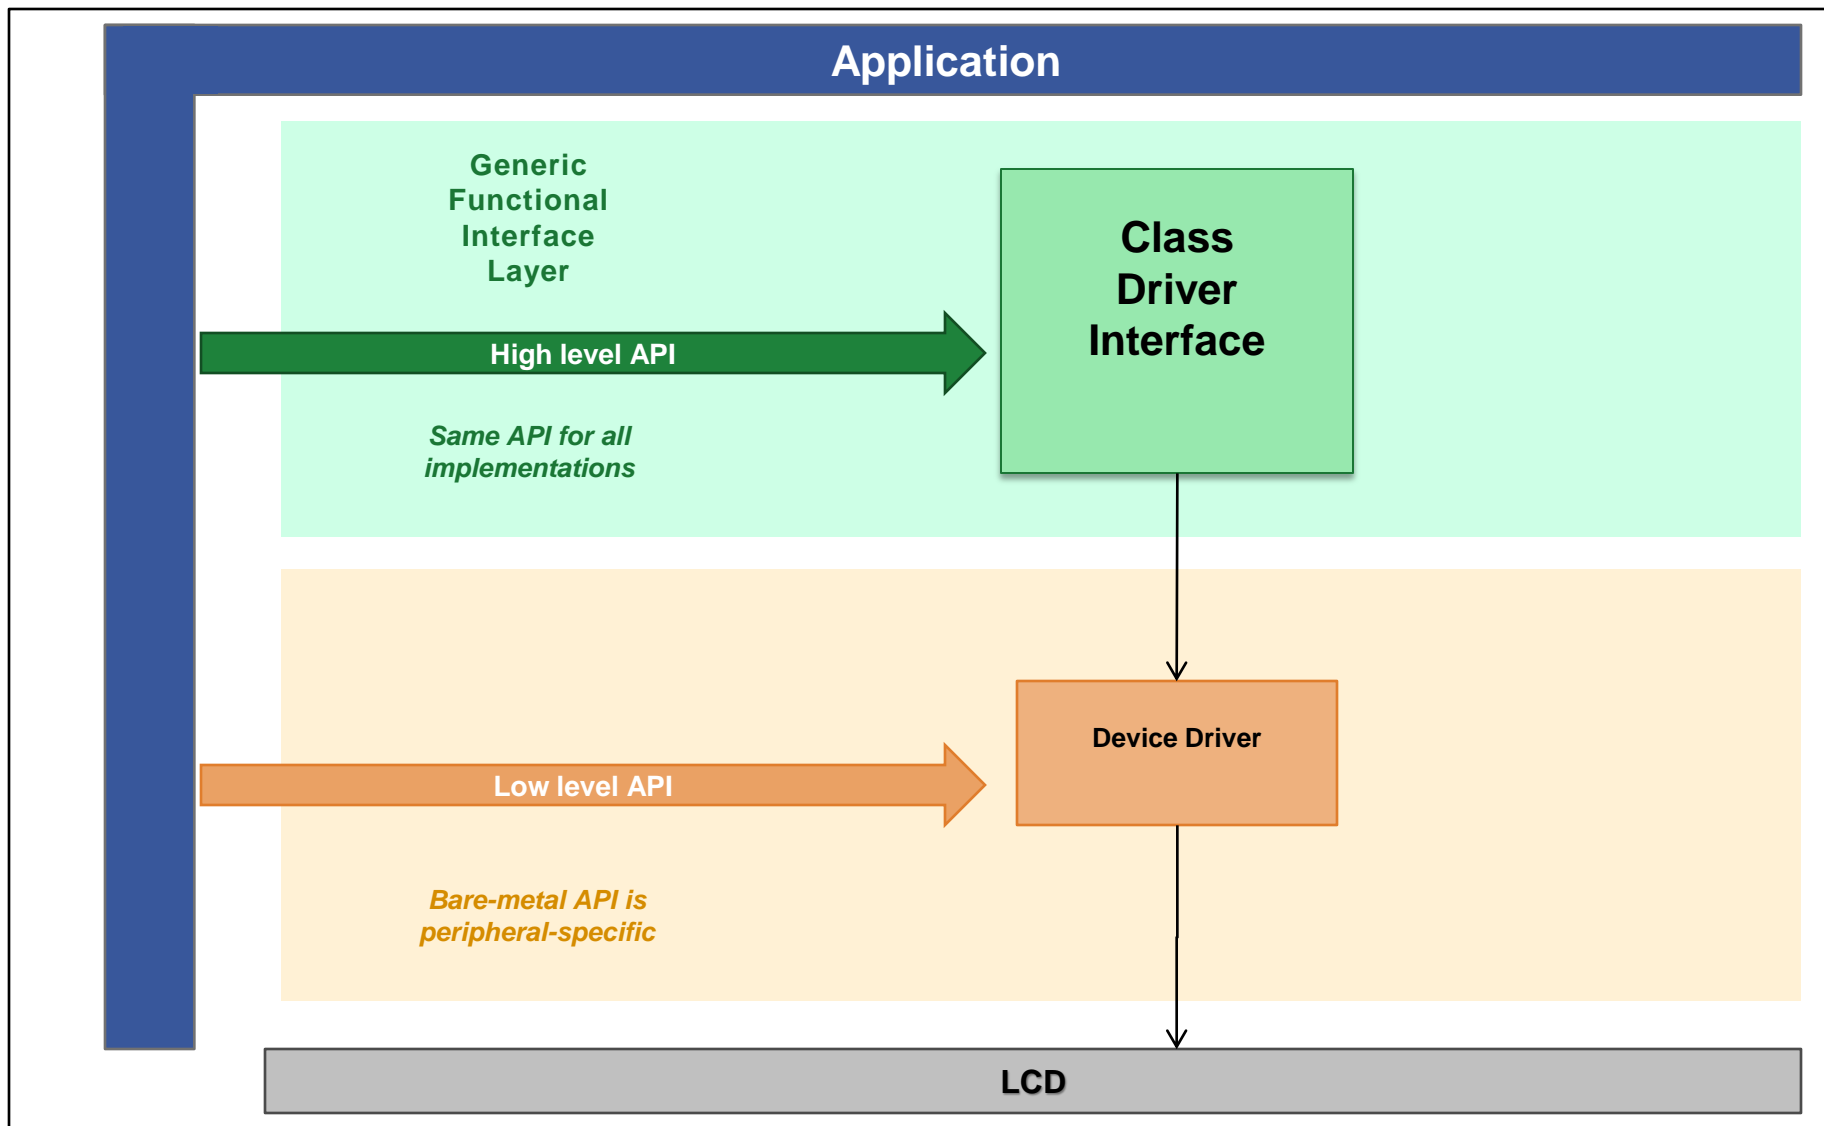 Application
Generic
Functional
Interface
Layer
Class
Driver
Interface
High level API
Same API for all
implementations
Device Driver
Low level API
Bare-metal API is
peripheral-specific
LCD